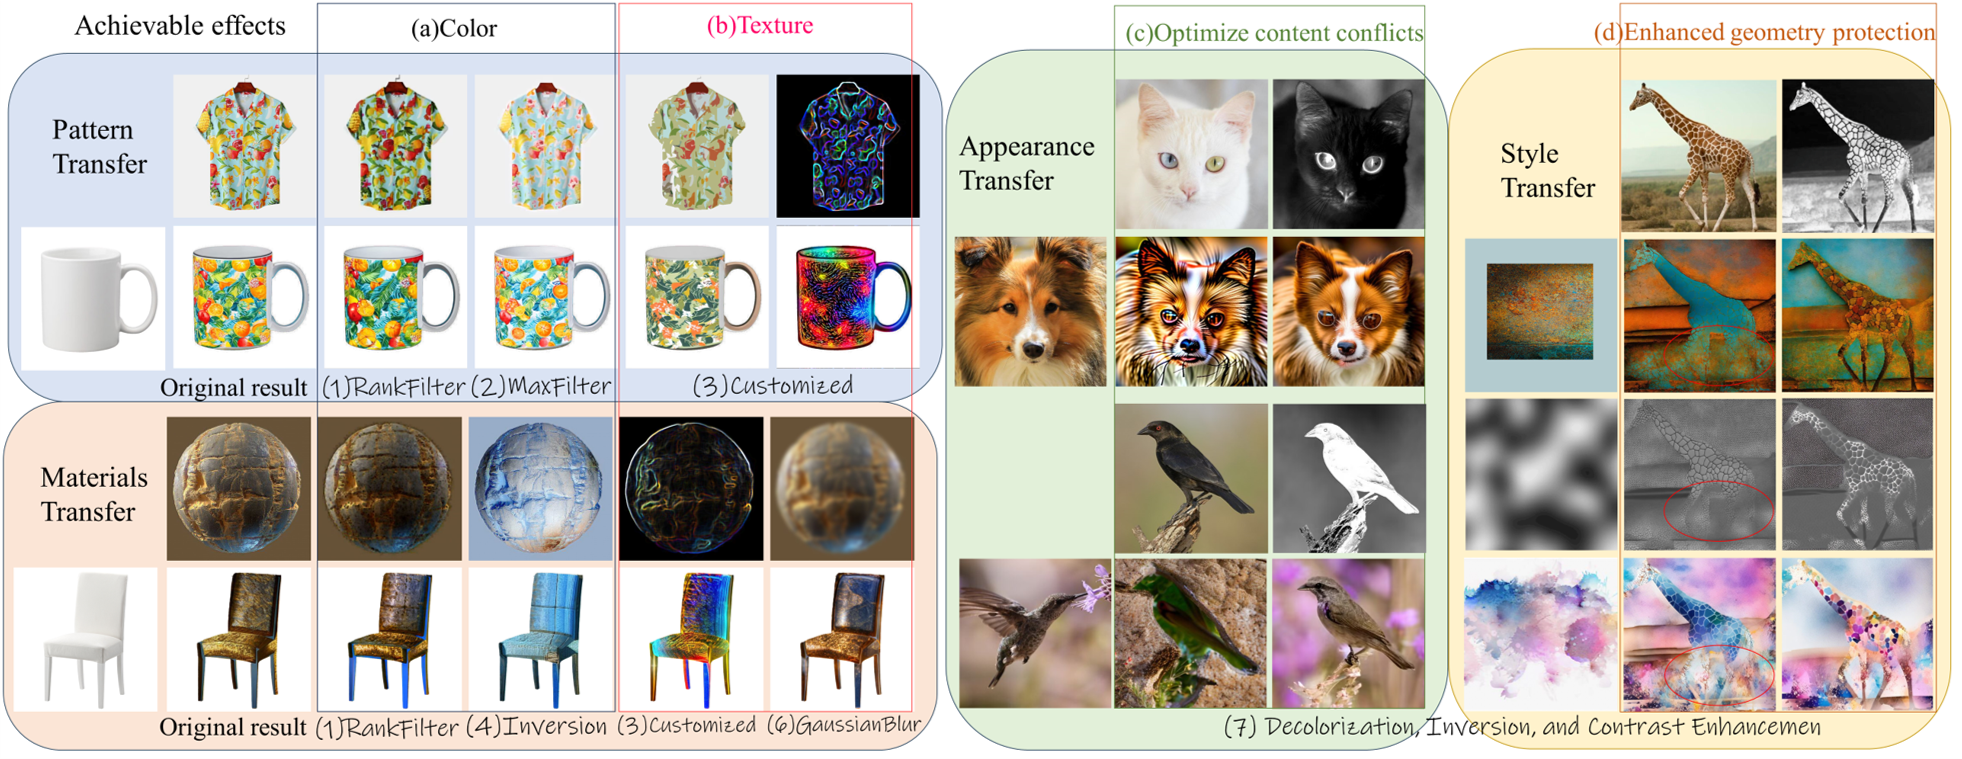 Achievable effects
(a)Color
(b)Texture
(c)Optimize content conflicts
(d)Enhanced geometry protection
Pattern
Transfer
Original result
(1)RankFilter
(2)MaxFilter
(3)Customized
Materials
Transfer
Original result
(1)RankFilter
(4)Inversion
(3)Customized
(6)GaussianBlur
Appearance
Transfer
Style
Transfer
(7) Decolorization, Inversion, and Contrast Enhancemen